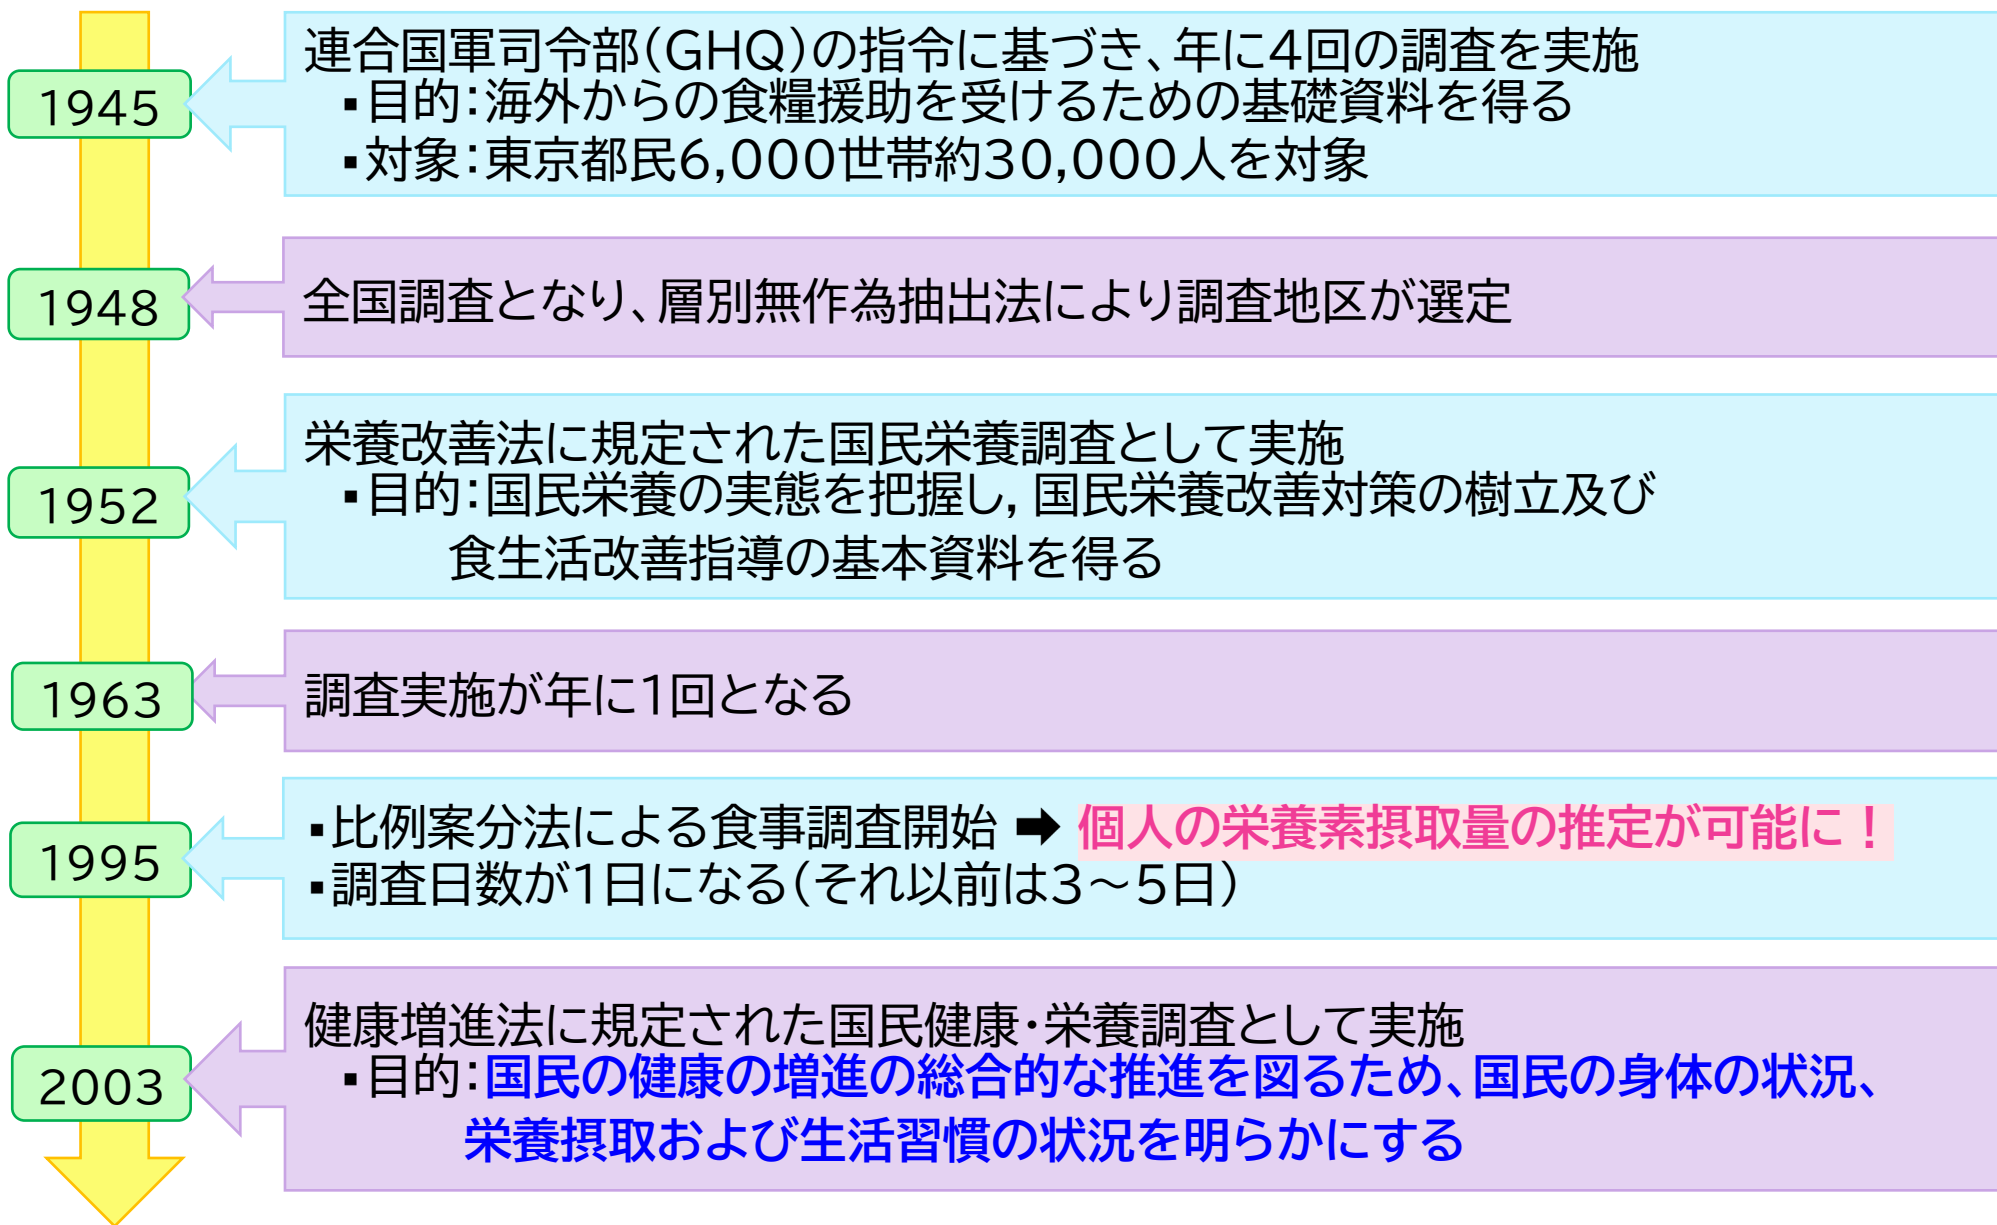 1945
連合国軍司令部(GHQ)の指令に基づき、年に4回の調査を実施
▪目的:海外からの食糧援助を受けるための基礎資料を得る
▪対象:東京都民6,000世帯約30,000人を対象
1948
全国調査となり、層別無作為抽出法により調査地区が選定
1952
栄養改善法に規定された国民栄養調査として実施
▪目的:国民栄養の実態を把握し, 国民栄養改善対策の樹立及び
食生活改善指導の基本資料を得る
1963
調査実施が年に1回となる
1995
▪比例案分法による食事調査開始 ➡ 個人の栄養素摂取量の推定が可能に!
▪調査日数が1日になる(それ以前は3~5日)
2003
健康増進法に規定された国民健康・栄養調査として実施
▪目的:国民の健康の増進の総合的な推進を図るため、国民の身体の状況、
栄養摂取および生活習慣の状況を明らかにする